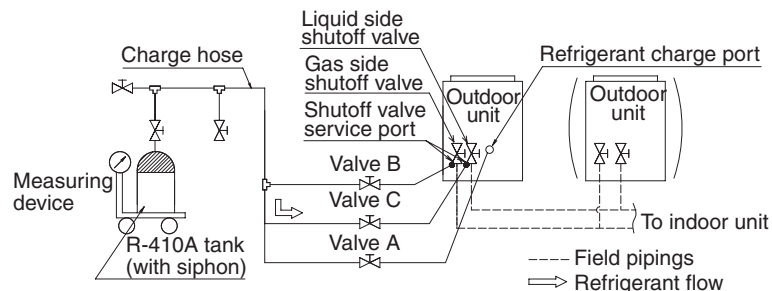 Liquid side
shutoff valve
Charge hose
Gas side
shutoff valve
Refrigerant charge port
Shutoff valve
service port
Outdoor
unit
Outdoor
unit
Valve B
Measuring
device
Valve C
To indoor unit
R-410A tank
(with siphon)
Valve A
Field pipings
Refrigerant flow